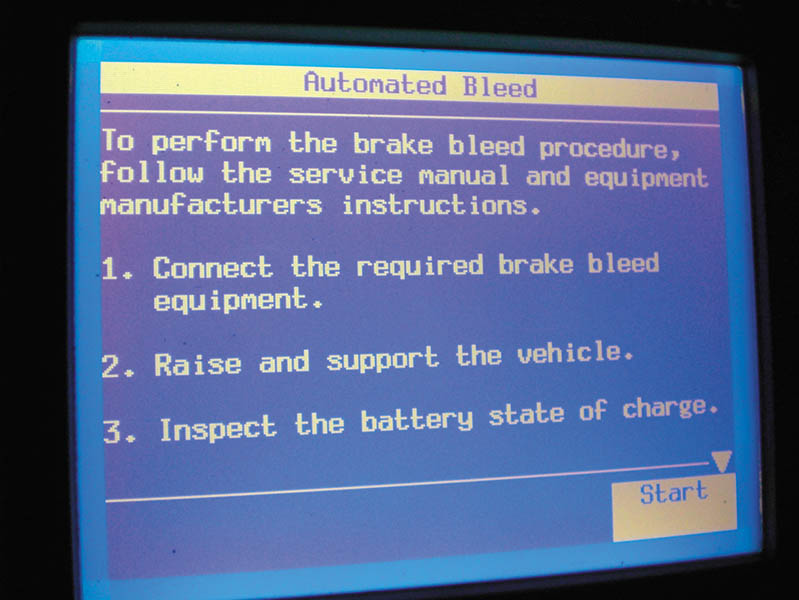 Automated Bleed
To perform the brake bleed procedure,
follow the service manual and equipment
manufacturers instructions.
1. Connect the required brake bleed
equipment.
2. Raise and support the vehicle.
3. Inspect the battery state of charge.
Start